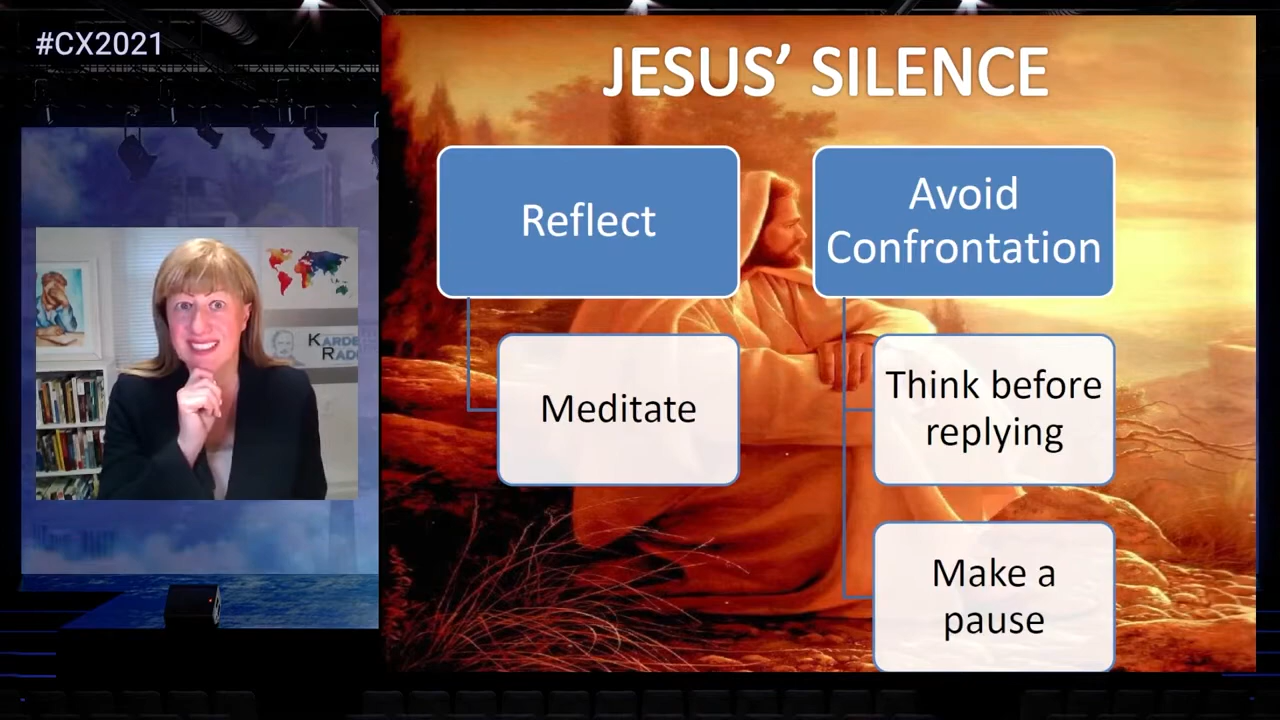 #CX2021
JESUS’ SILENCE
Reflect
Meditate
Avoid
Confrontation
Think before
replying
Make a
pause